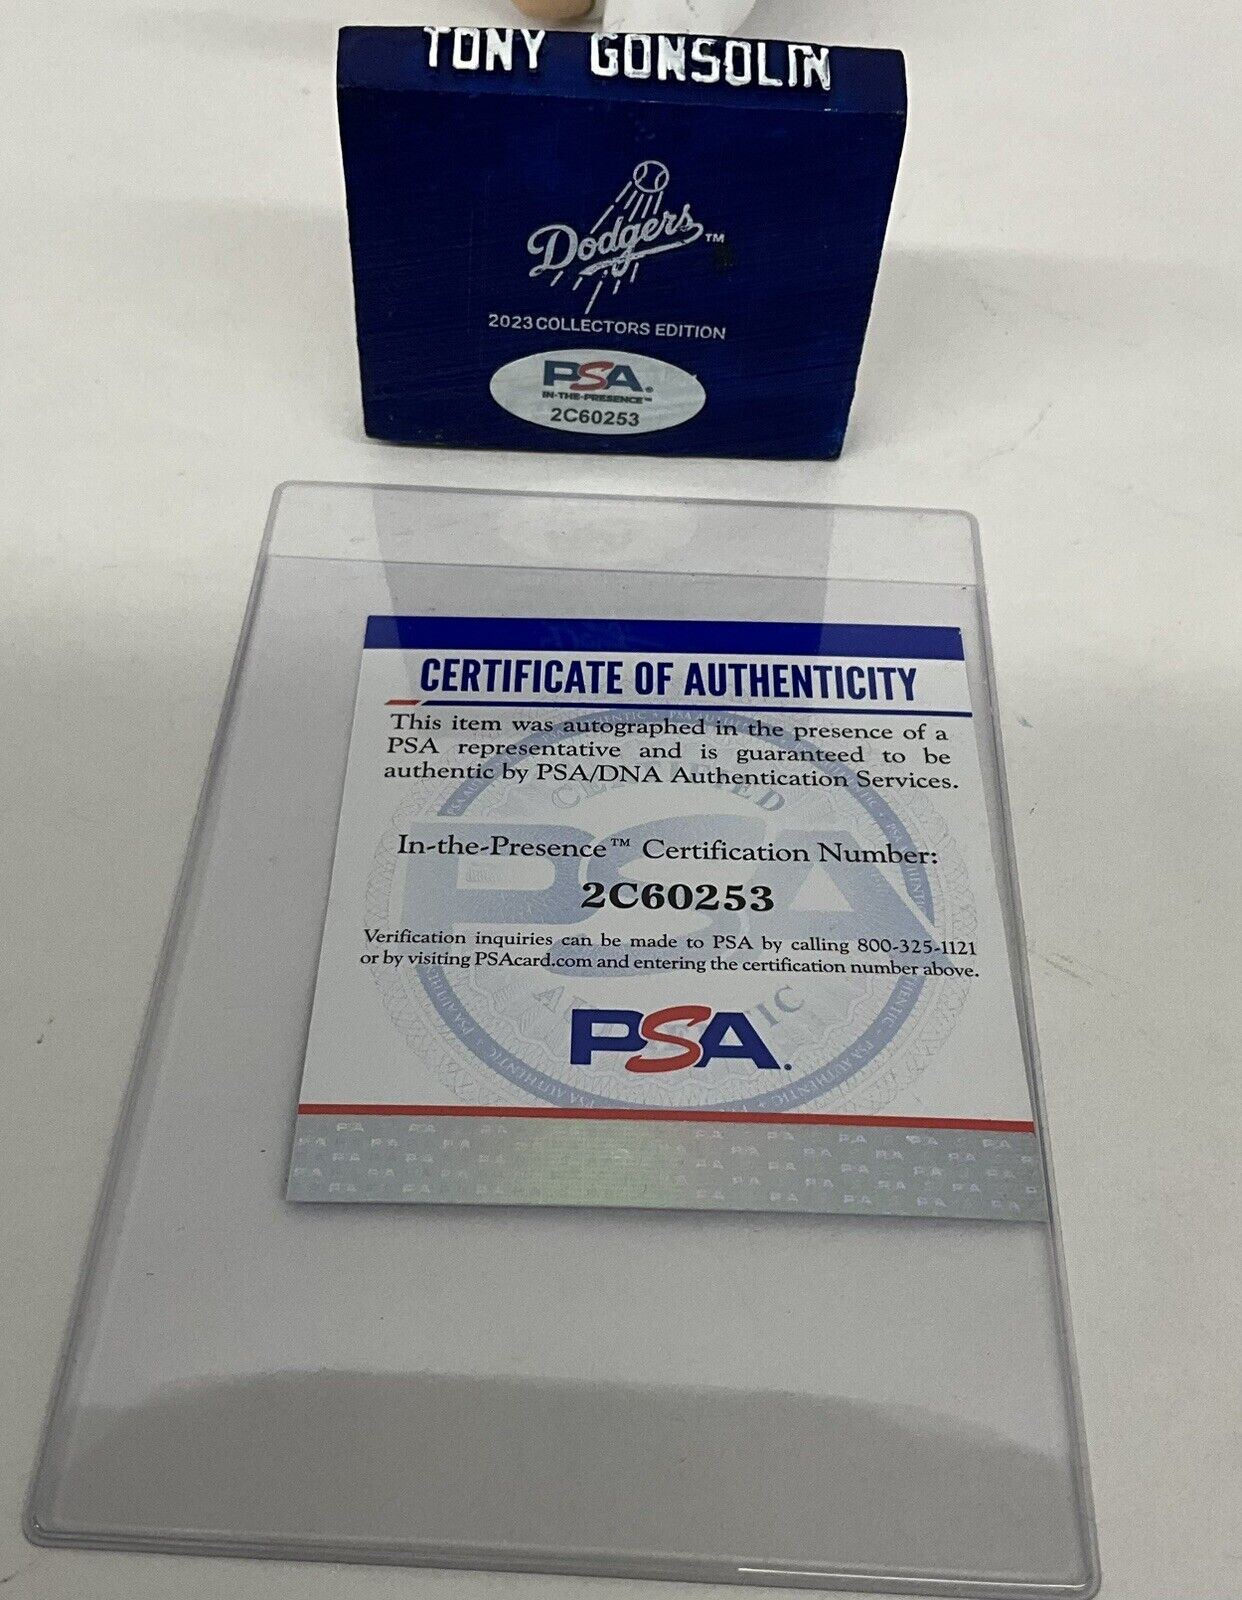 TONY GONSOLIN
Dodgers™
2023 COLLECTORS EDITION
PSA®
IN-THE-PRESENCE™
2C60253
CERTIFICATE OF AUTHENTICITY
This item was autographed in the presence of a
PSA representative and is guaranteed to be
authentic by PSA/DNA Authentication Services.
In-the-Presence™ Certification Number:
2C60253
Verification inquiries can be made to PSA by calling 800-325-1121
or by visiting PSAcard.com and entering the certification number above.
PSA®